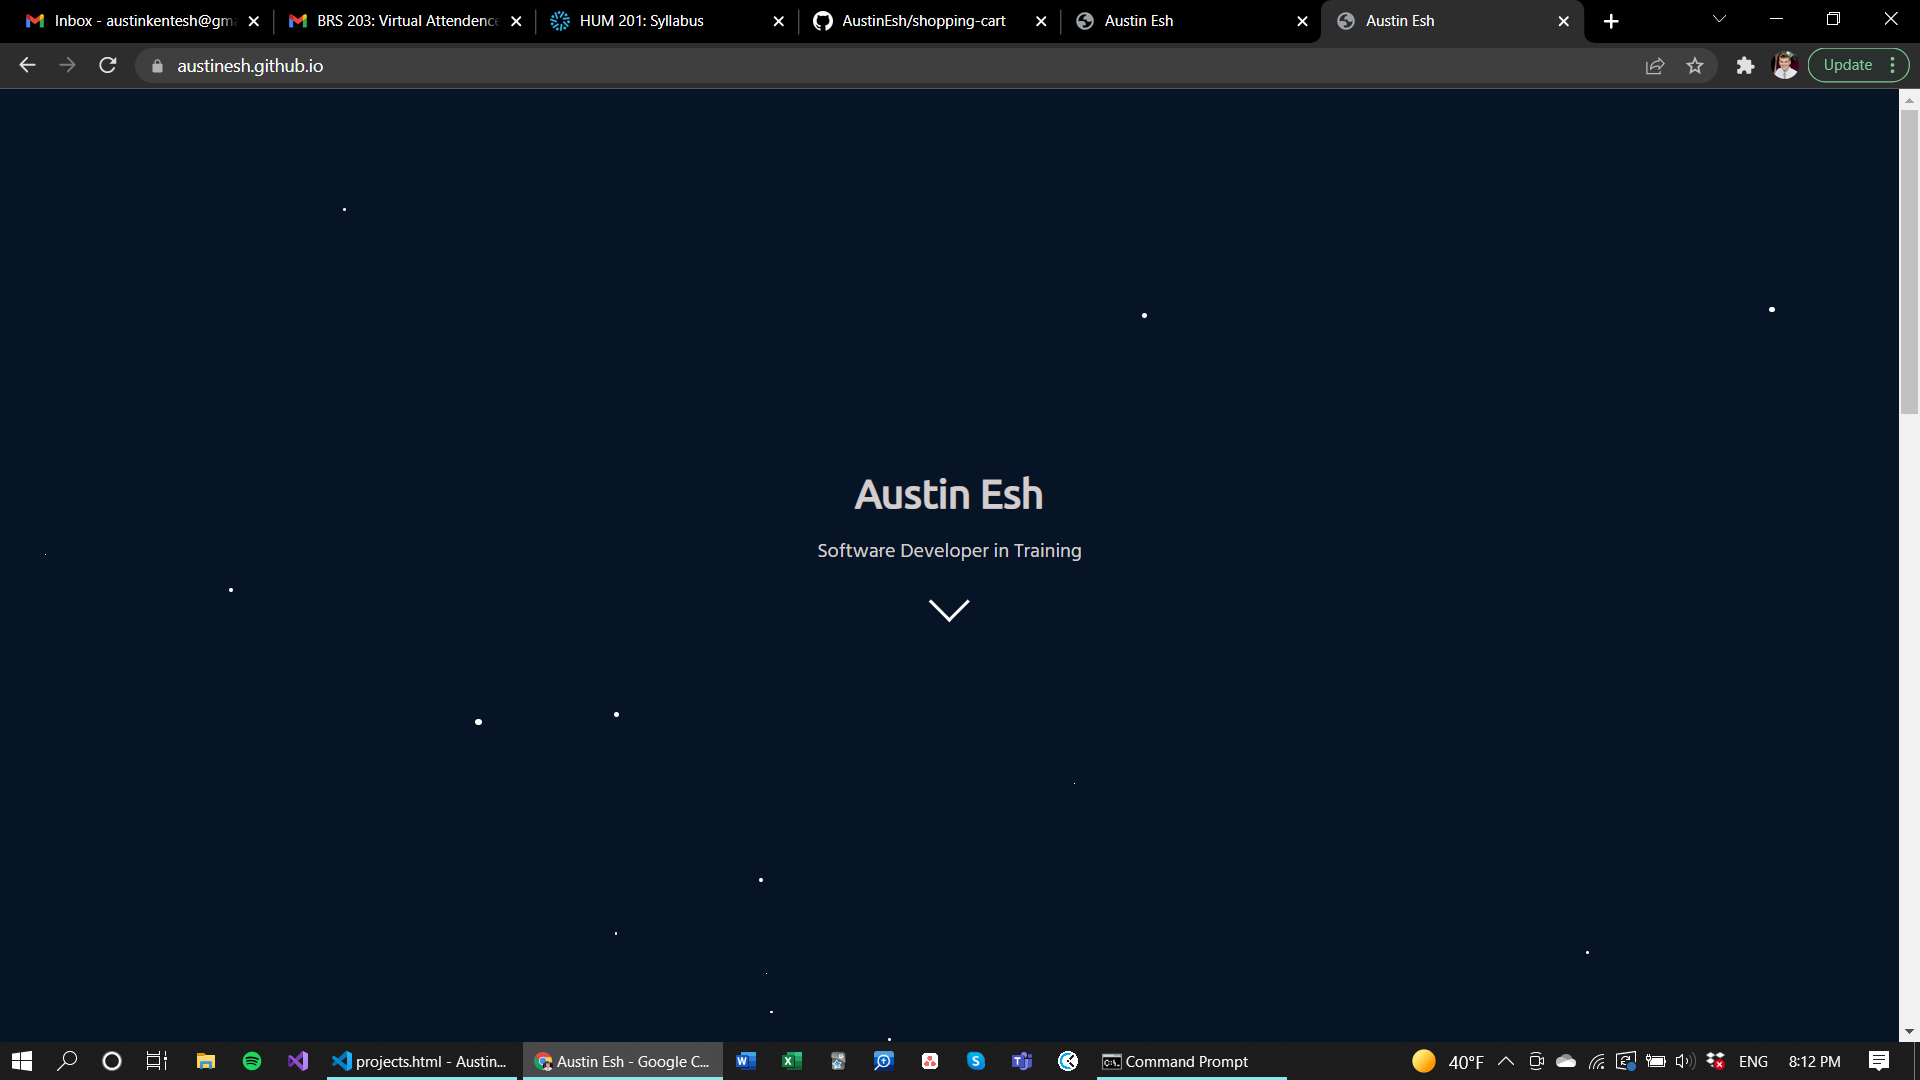 Inbox - austinkentesh@gm
BRS 203: Virtual Attendence
HUM 201: Syllabus
AustinEsh/shopping-cart
Austin Esh
Austin Esh
austinesh.github.io
Update
Austin Esh
Software Developer in Training
projects.html - Austin...
Austin Esh - Google C...
Command Prompt
40°F
ENG
8:12 PM